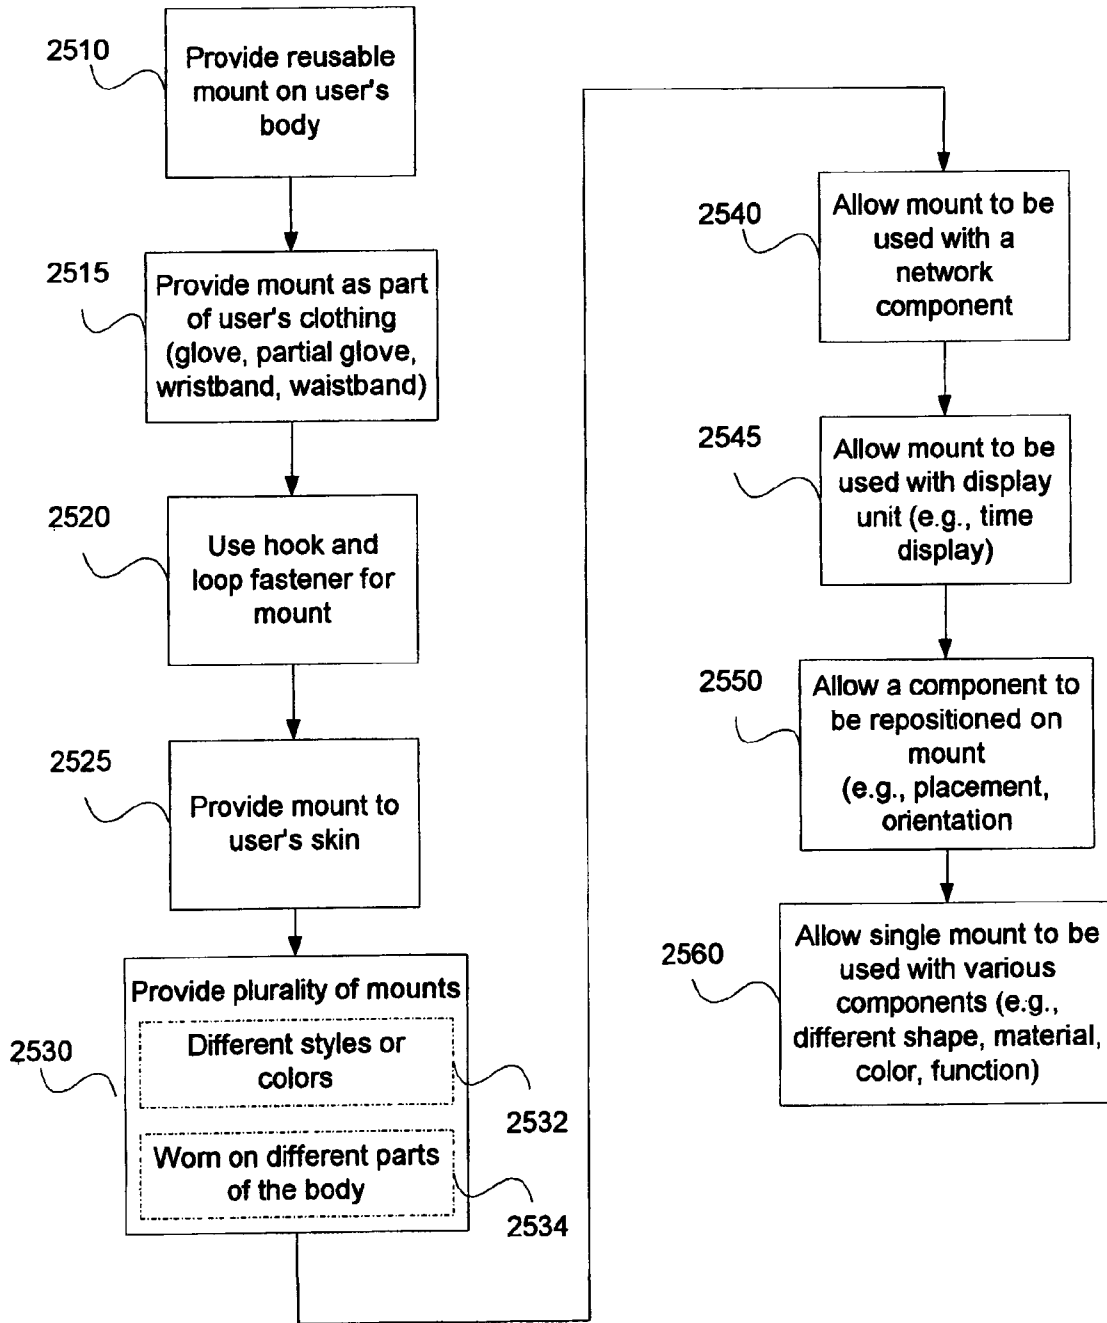 2510
Provide reusable
mount on user's
body
2515
Provide mount as part
of user's clothing
(glove, partial glove,
wristband, waistband)
2520
Use hook and
loop fastener for
mount
2525
Provide mount to
user's skin
2530
Provide plurality of mounts
Different styles or
colors
2532
Worn on different parts
of the body
2534
2540
Allow mount to be
used with a
network
component
2545
Allow mount to be
used with display
unit (e.g., time
display)
2550
Allow a component to
be repositioned on
mount
(e.g., placement,
orientation
2560
Allow single mount to be
used with various
components (e.g.,
different shape, material,
color, function)